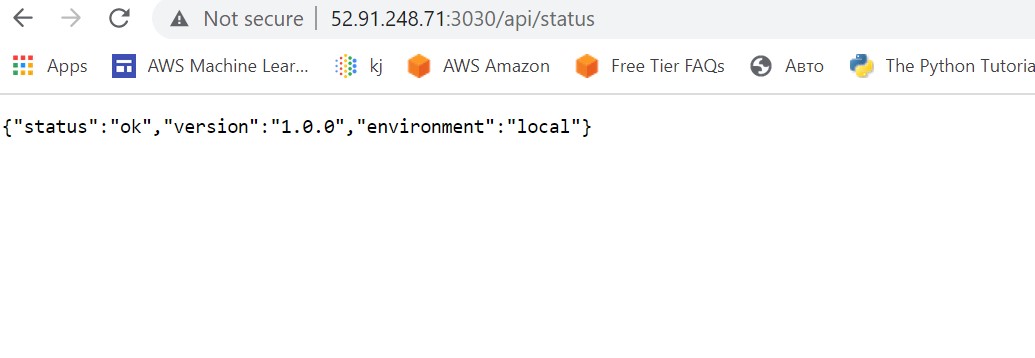 Not secure | 52.91.248.71:3030/api/status
Apps AWS Machine Lear... kj AWS Amazon Free Tier FAQs Авто The Python Tutoria
{"status":"ok","version":"1.0.0","environment":"local"}